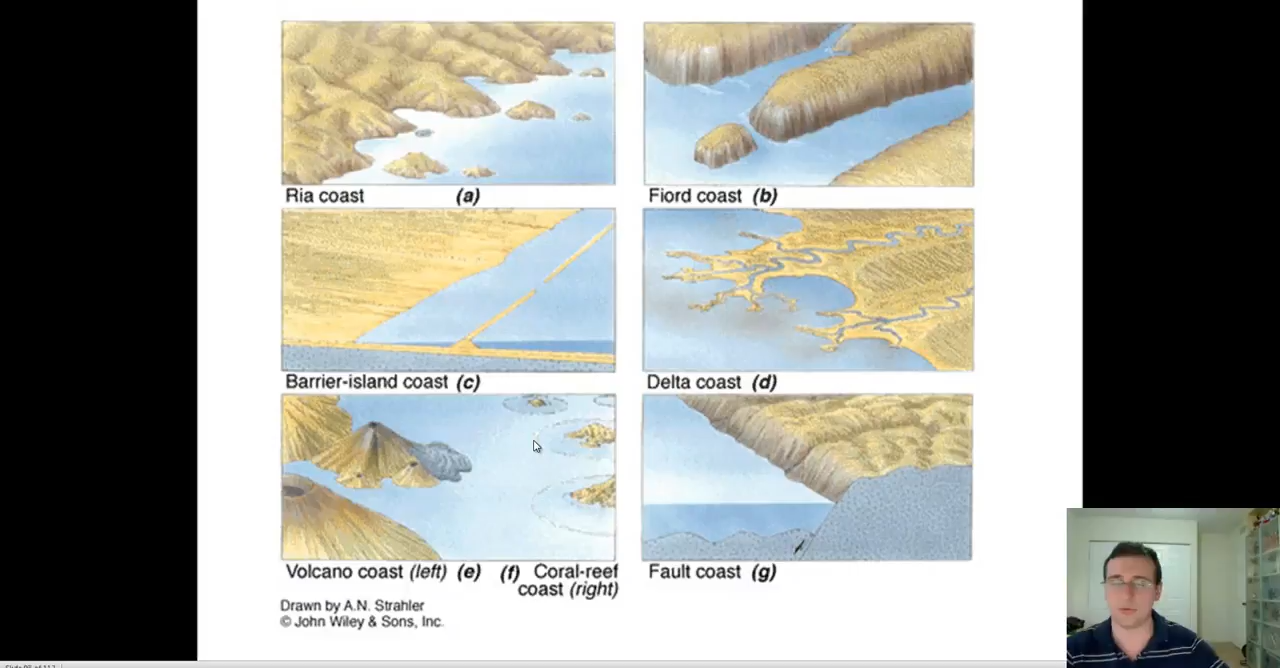 Ria coast (a)
Fiord coast (b)
Barrier-island coast (c)
Delta coast (d)
Volcano coast (left) (e) (f) Coral-reef
coast (right)
Fault coast (g)
Drawn by A.N. Strahler
© John Wiley & Sons, Inc.